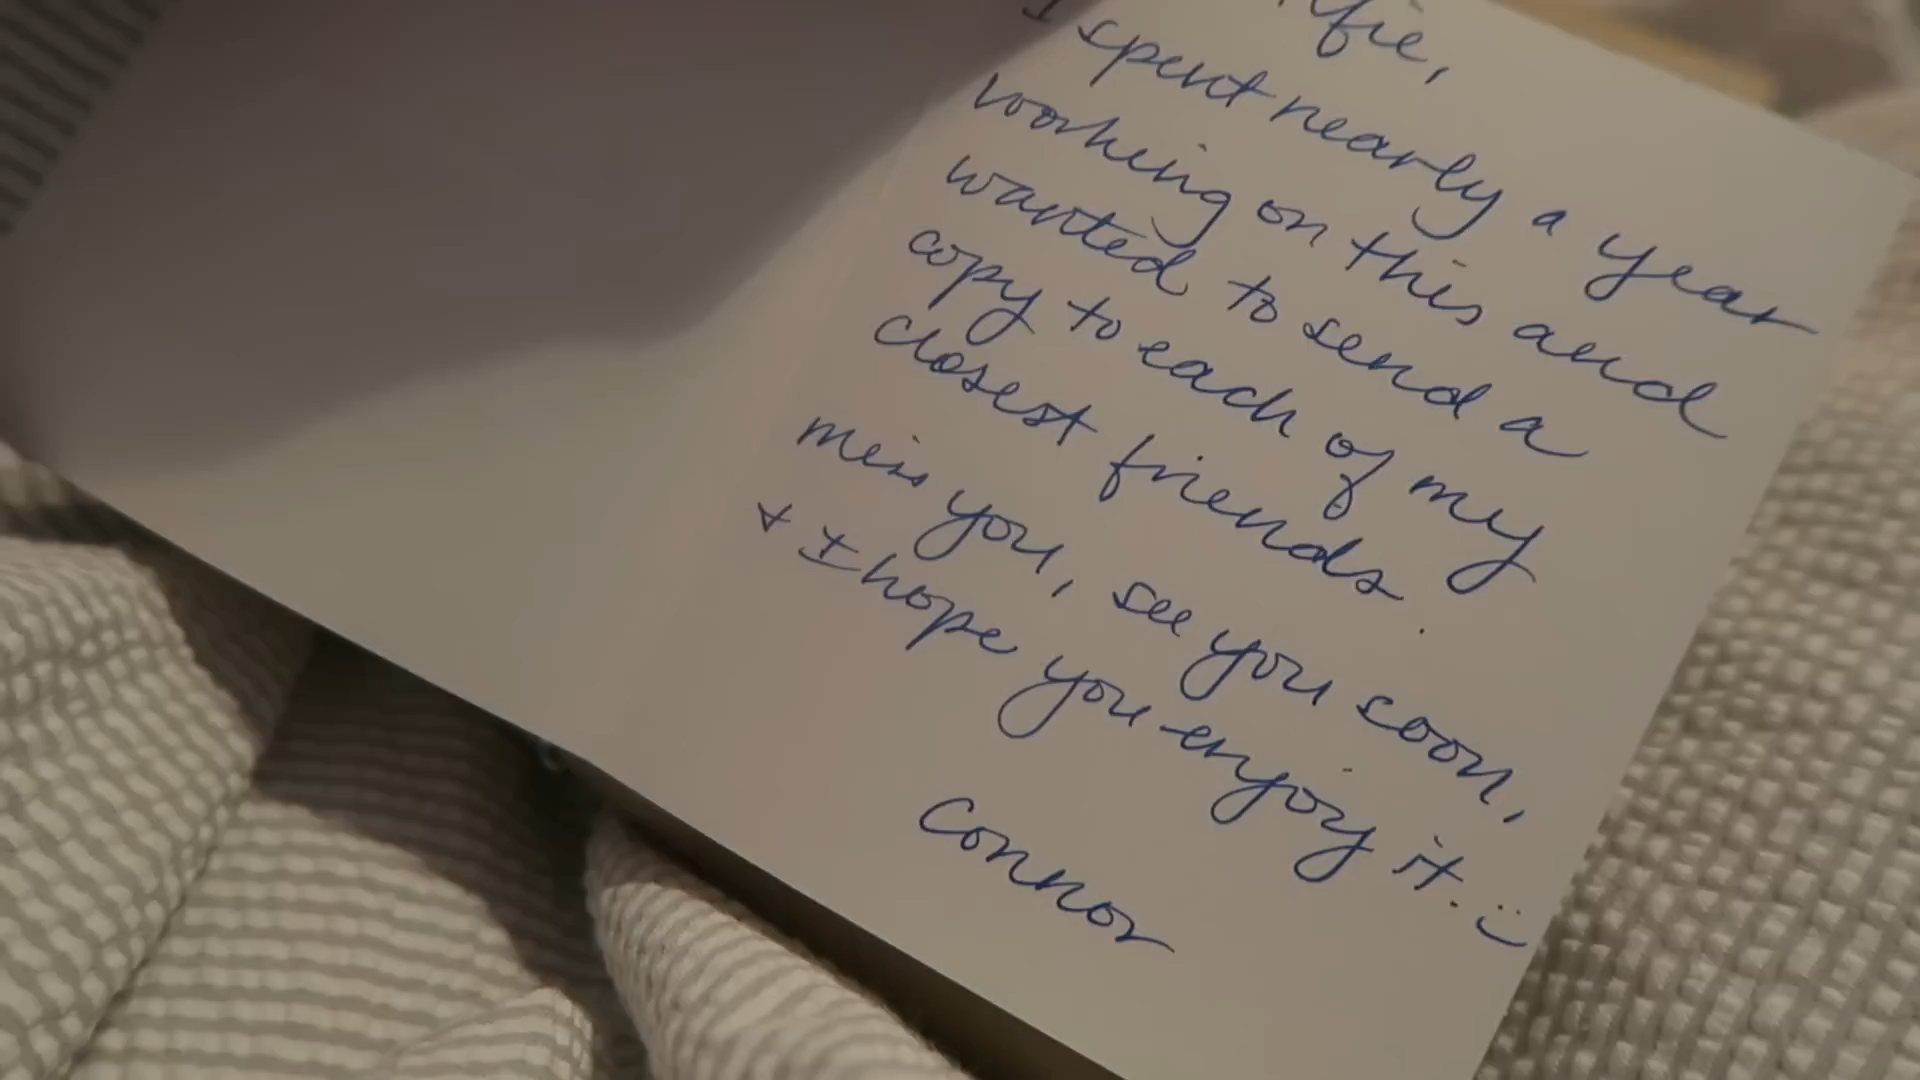 I spent nearly a year
working on this and
wanted to send a
copy to each of my
closest friends.
miss you, see you soon,
+ I hope you enjoy it. :)
Connor